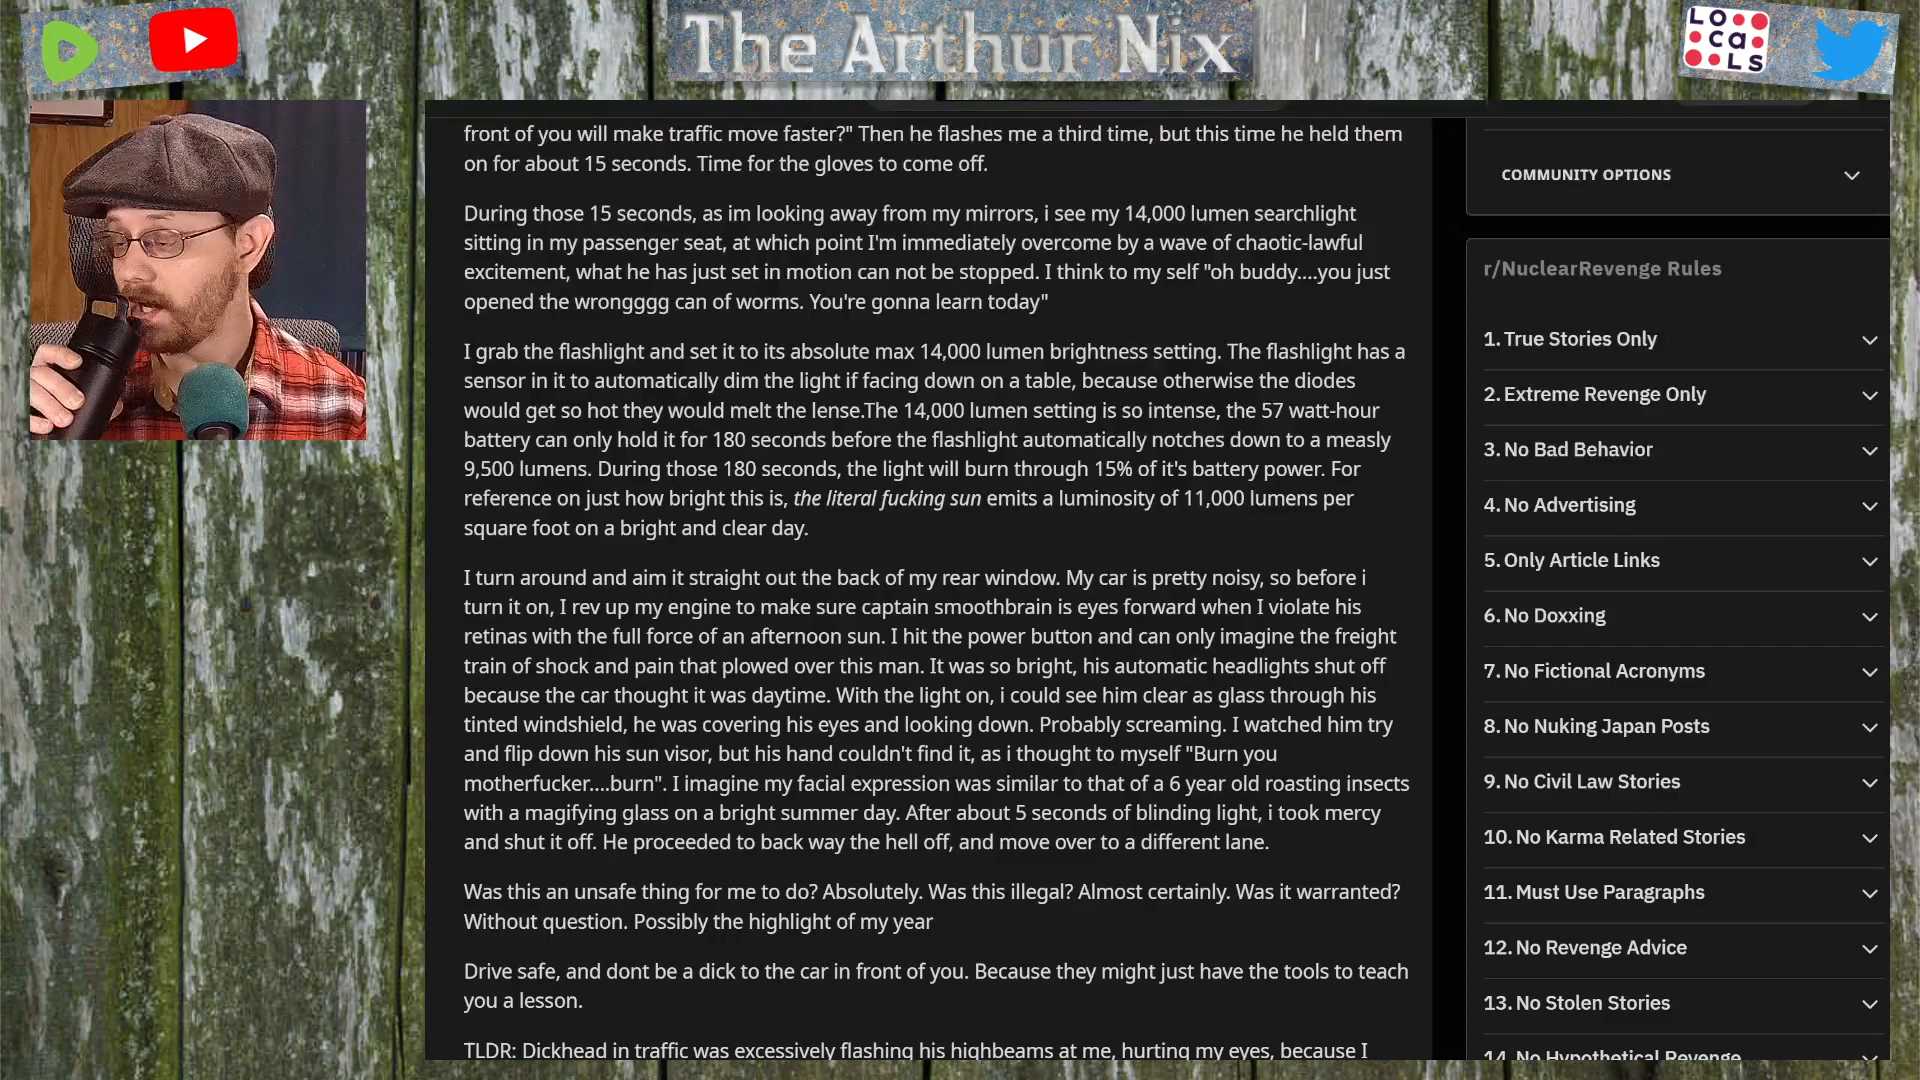 The Arthur Nix
LO
ca
LS
front of you will make traffic move faster?" Then he flashes me a third time, but this time he held them
on for about 15 seconds. Time for the gloves to come off.
During those 15 seconds, as im looking away from my mirrors, i see my 14,000 lumen searchlight
sitting in my passenger seat, at which point I'm immediately overcome by a wave of chaotic-lawful
excitement, what he has just set in motion can not be stopped. I think to my self "oh buddy....you just
opened the wrongggg can of worms. You're gonna learn today"
I grab the flashlight and set it to its absolute max 14,000 lumen brightness setting. The flashlight has a
sensor in it to automatically dim the light if facing down on a table, because otherwise the diodes
would get so hot they would melt the lense.The 14,000 lumen setting is so intense, the 57 watt-hour
battery can only hold it for 180 seconds before the flashlight automatically notches down to a measly
9,500 lumens. During those 180 seconds, the light will burn through 15% of it's battery power. For
reference on just how bright this is, the literal fucking sun emits a luminosity of 11,000 lumens per
square foot on a bright and clear day.
I turn around and aim it straight out the back of my rear window. My car is pretty noisy, so before i
turn it on, I rev up my engine to make sure captain smoothbrain is eyes forward when I violate his
retinas with the full force of an afternoon sun. I hit the power button and can only imagine the freight
train of shock and pain that plowed over this man. It was so bright, his automatic headlights shut off
because the car thought it was daytime. With the light on, i could see him clear as glass through his
tinted windshield, he was covering his eyes and looking down. Probably screaming. I watched him try
and flip down his sun visor, but his hand couldn't find it, as i thought to myself "Burn you
motherfucker....burn". I imagine my facial expression was similar to that of a 6 year old roasting insects
with a magifying glass on a bright summer day. After about 5 seconds of blinding light, i took mercy
and shut it off. He proceeded to back way the hell off, and move over to a different lane.
Was this an unsafe thing for me to do? Absolutely. Was this illegal? Almost certainly. Was it warranted?
Without question. Possibly the highlight of my year
Drive safe, and dont be a dick to the car in front of you. Because they might just have the tools to teach
you a lesson.
TLDR: Dickhead in traffic was excessively flashing his highbeams at me, hurting my eyes, because I
COMMUNITY OPTIONS
r/NuclearRevenge Rules
1. True Stories Only
2. Extreme Revenge Only
3. No Bad Behavior
4. No Advertising
5. Only Article Links
6. No Doxxing
7. No Fictional Acronyms
8. No Nuking Japan Posts
9. No Civil Law Stories
10. No Karma Related Stories
11. Must Use Paragraphs
12. No Revenge Advice
13. No Stolen Stories
14. No Hypothetical Revenge